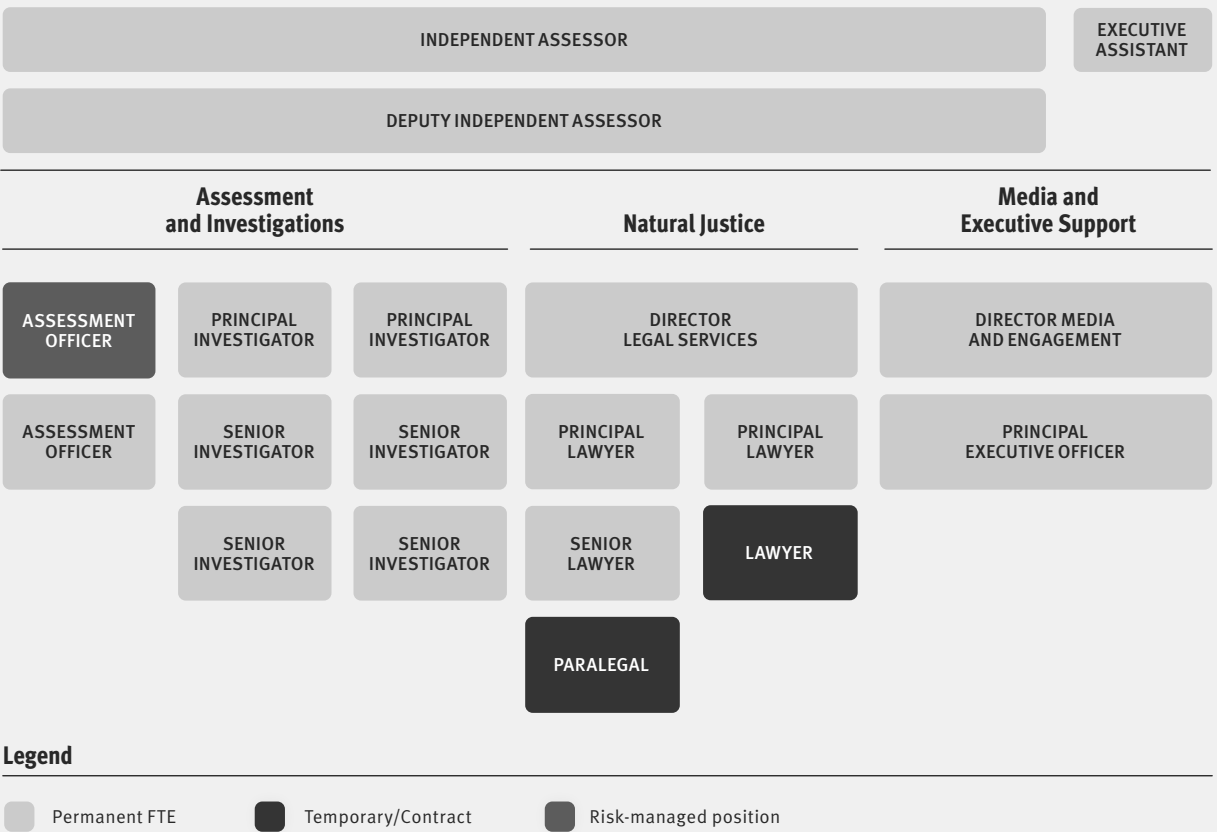 INDEPENDENT ASSESSOR
EXECUTIVE
ASSISTANT
DEPUTY INDEPENDENT ASSESSOR
Assessment
and Investigations
Natural Justice
Media and
Executive Support
ASSESSMENT
OFFICER
PRINCIPAL
INVESTIGATOR
PRINCIPAL
INVESTIGATOR
DIRECTOR
LEGAL SERVICES
DIRECTOR MEDIA
AND ENGAGEMENT
ASSESSMENT
OFFICER
SENIOR
INVESTIGATOR
SENIOR
INVESTIGATOR
PRINCIPAL
LAWYER
PRINCIPAL
LAWYER
PRINCIPAL
EXECUTIVE OFFICER
SENIOR
INVESTIGATOR
SENIOR
INVESTIGATOR
SENIOR
LAWYER
LAWYER
PARALEGAL
Legend
Permanent FTE
Temporary/Contract
Risk-managed position